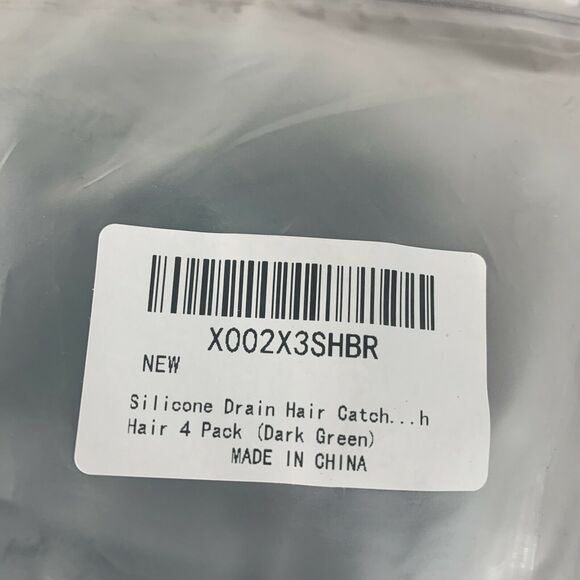 X002X3SHBR
NEW
Silicone Drain Hair Catch...h
Hair 4 Pack (Dark Green)
MADE IN CHINA